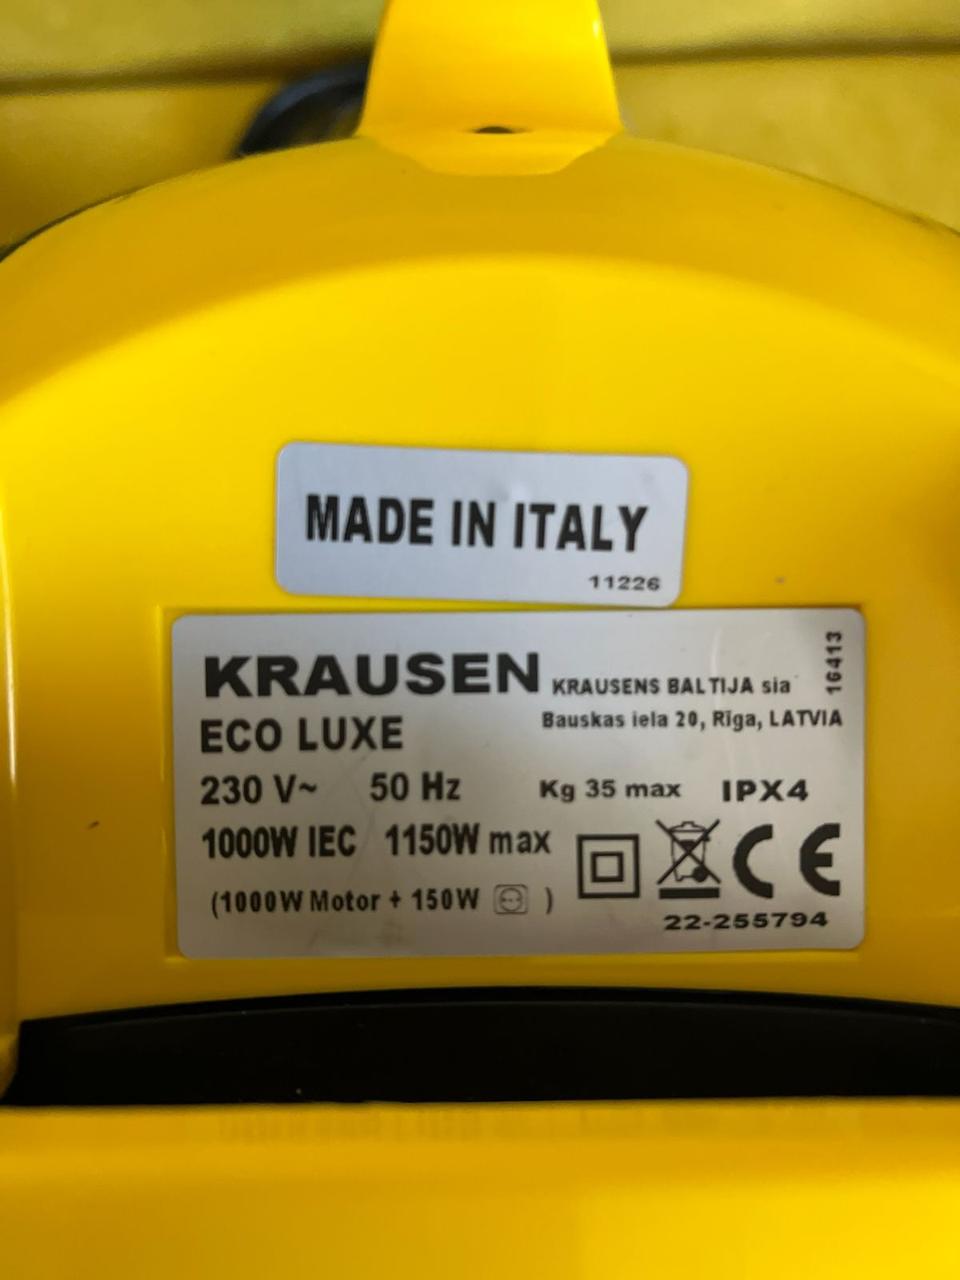 MADE IN ITALY
11226
KRAUSEN
KRAUSENS BALTIJA sia
16413
ECO LUXE
Bauskas iela 20, Rīga, LATVIA
230 V~ 50 Hz Kg 35 max IPX4
1000W IEC 1150W max
(1000W Motor + 150W )
CE
22-255794